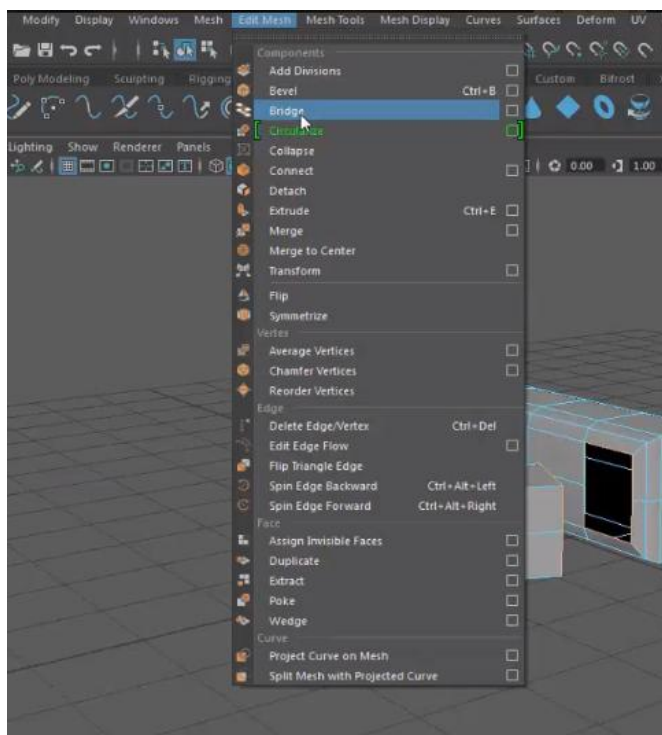 Modify Display Windows Mesh Edit Mesh Mesh Tools Mesh Display Curves Surfaces Deform UV
Poly Modeling Sculpting Rigging
Custom Bifrost
Lighting Show Renderer Panels
0.00 1.00
Components
Add Divisions
Bevel Ctrl+B
Bridge
Circularize
Collapse
Connect
Detach
Extrude Ctrl+E
Merge
Merge to Center
Transform
Flip
Symmetrize
Vertex
Average Vertices
Chamfer Vertices
Reorder Vertices
Edge
Delete Edge/Vertex Ctrl+Del
Edit Edge Flow
Flip Triangle Edge
Spin Edge Backward Ctrl+Alt+Left
Spin Edge Forward Ctrl+Alt+Right
Face
Assign Invisible Faces
Duplicate
Extract
Poke
Wedge
Curve
Project Curve on Mesh
Split Mesh with Projected Curve